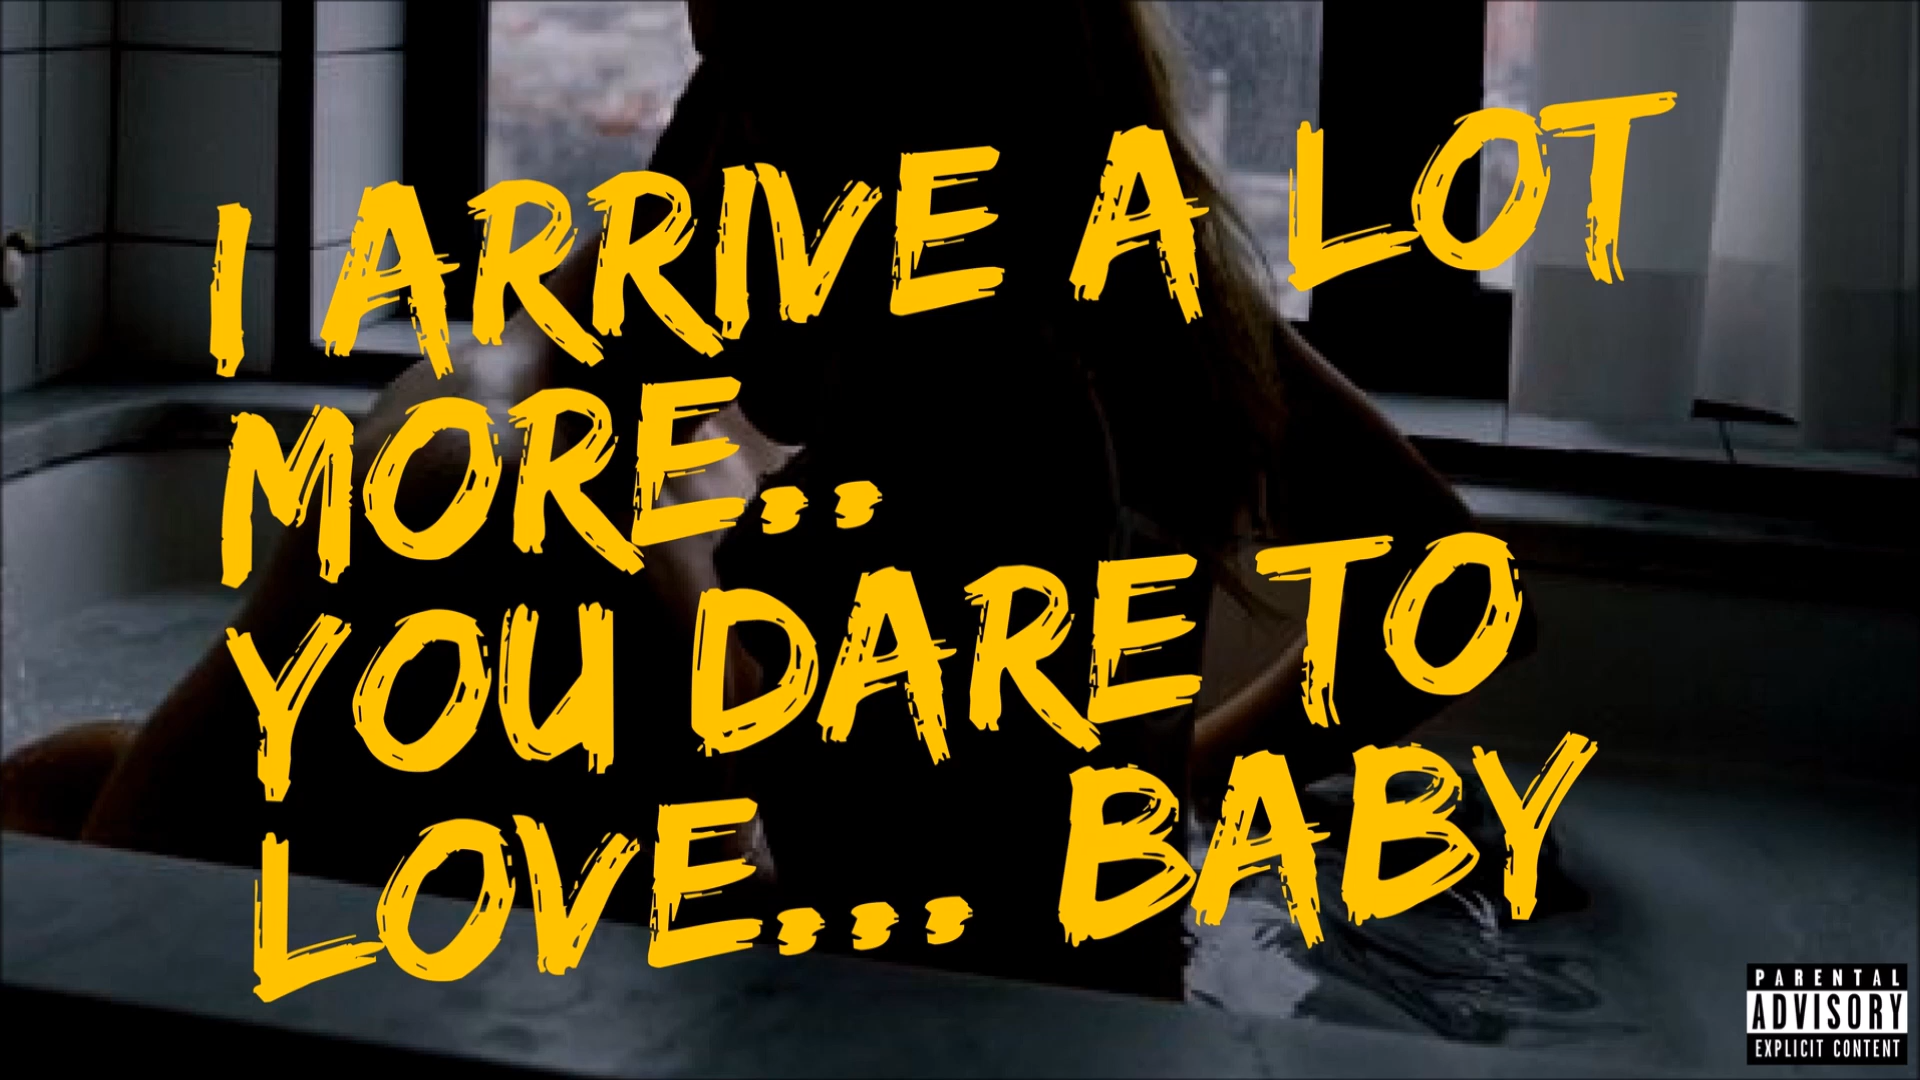 I ARRIVE A LOT
MORE..
YOU DARE TO
LOVE... BABY
PARENTAL
ADVISORY
EXPLICIT CONTENT